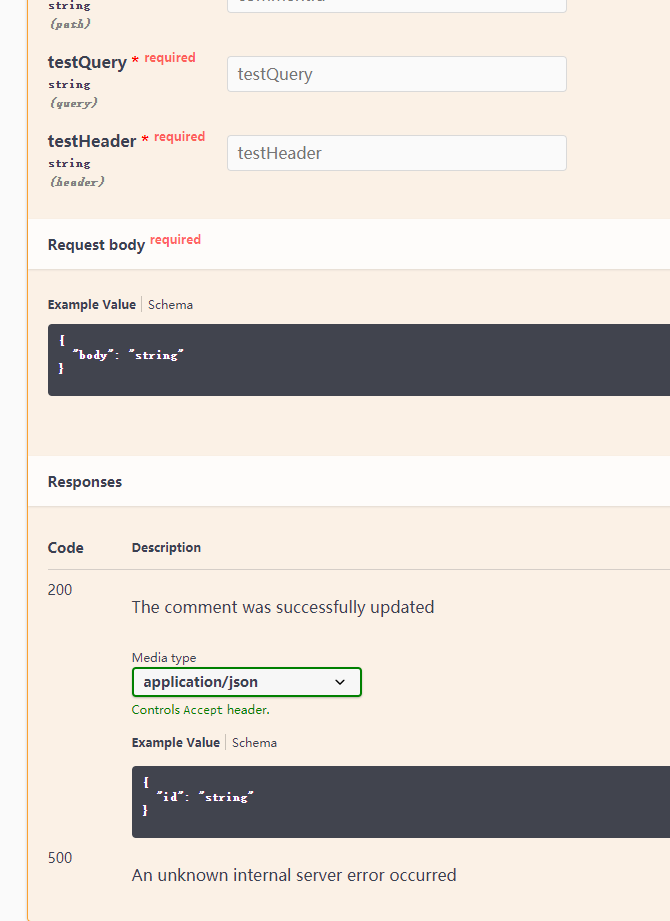 string
(path)
testQuery * required
string
(query)
testQuery
testHeader * required
string
(header)
testHeader
Request body required
Example Value | Schema
{
"body": "string"
}
Responses
Code Description
200
The comment was successfully updated
Media type
application/json
Controls Accept header.
Example Value | Schema
{
"id": "string"
}
500
An unknown internal server error occurred